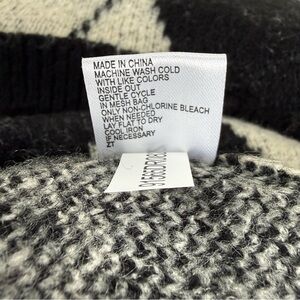 MADE IN CHINA
MACHINE WASH COLD
WITH LIKE COLORS
INSIDE OUT
GENTLE CYCLE
IN MESH BAG
ONLY NON-CHLORINE BLEACH
WHEN NEEDED
LAY FLAT TO DRY
COOL IRON
IF NECESSARY
ZT